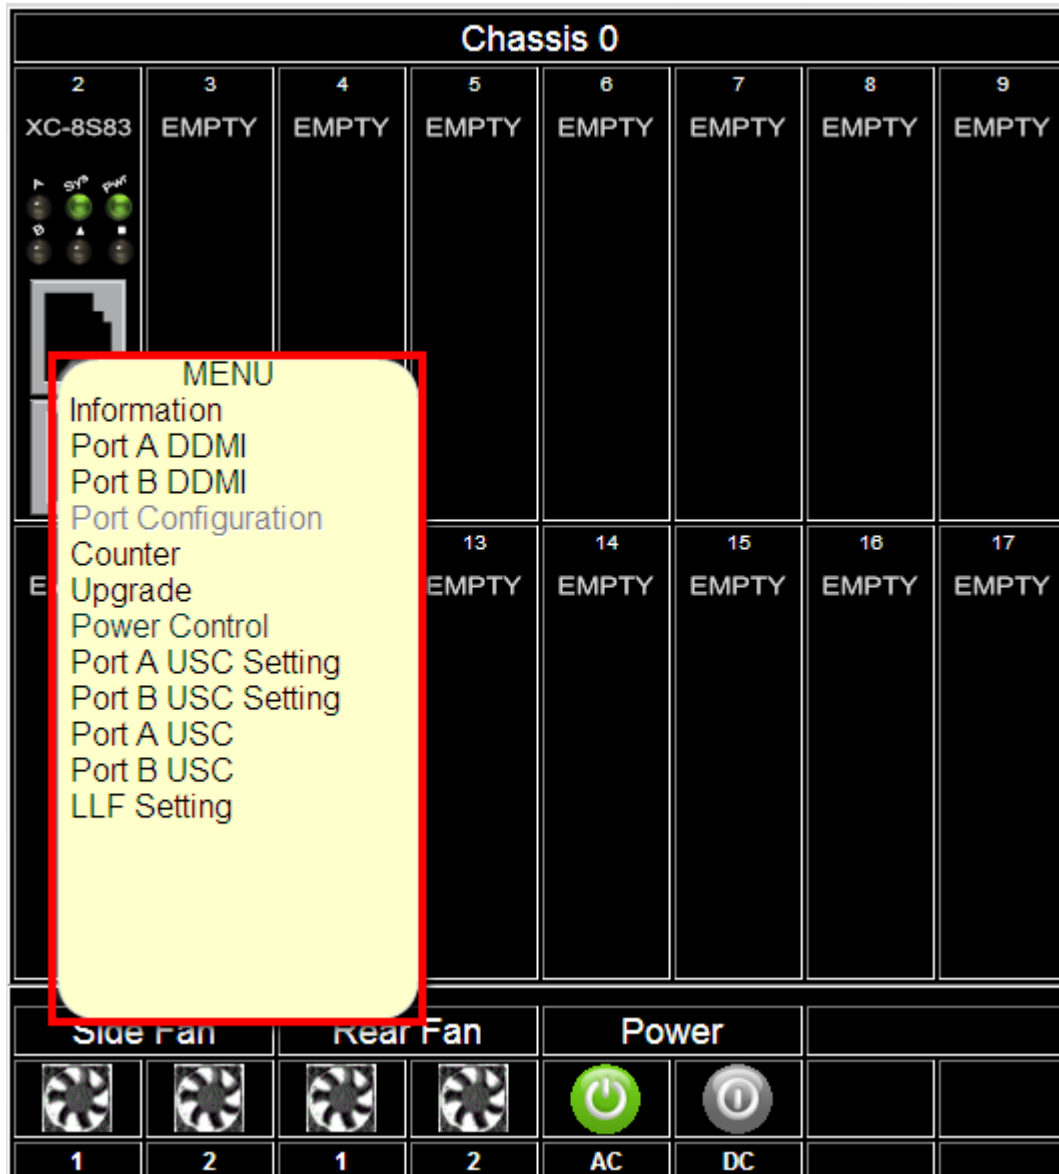 Chassis 0
2 3 4 5 6 7 8 9
XC-8S83 EMPTY EMPTY EMPTY EMPTY EMPTY EMPTY EMPTY
A SYS PWR
B ▲ ■
MENU
Information
Port A DDMI
Port B DDMI
Port Configuration
Counter
Upgrade
Power Control
Port A USC Setting
Port B USC Setting
Port A USC
Port B USC
LLF Setting
13 14 15 16 17
EMPTY EMPTY EMPTY EMPTY EMPTY
Side Fan Rear Fan Power
1 2 1 2 AC DC